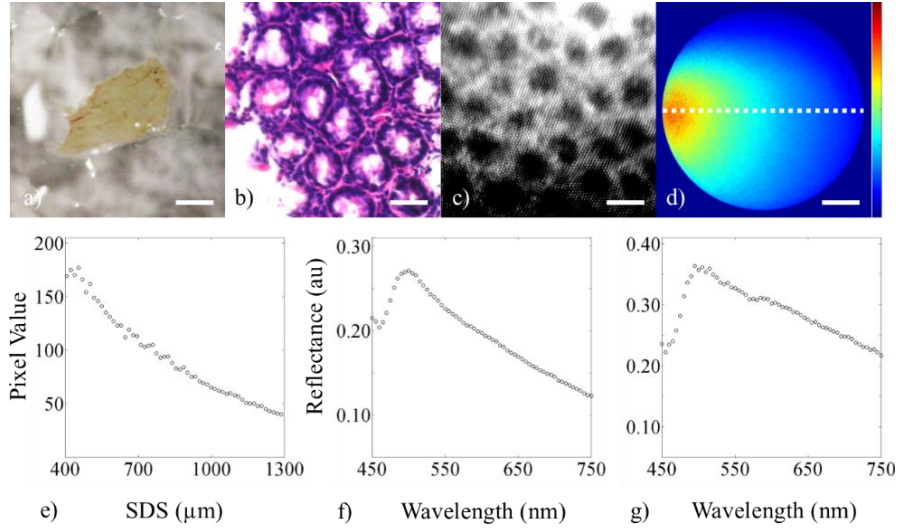 a)
b)
c)
d)
Pixel Value
200
150
100
50
400 700 1000 1300
e) SDS (µm)
Reflectance (au)
0.30
0.20
0.10
450 550 650 750
f) Wavelength (nm)
0.40
0.30
0.20
0.10
450 550 650 750
g) Wavelength (nm)